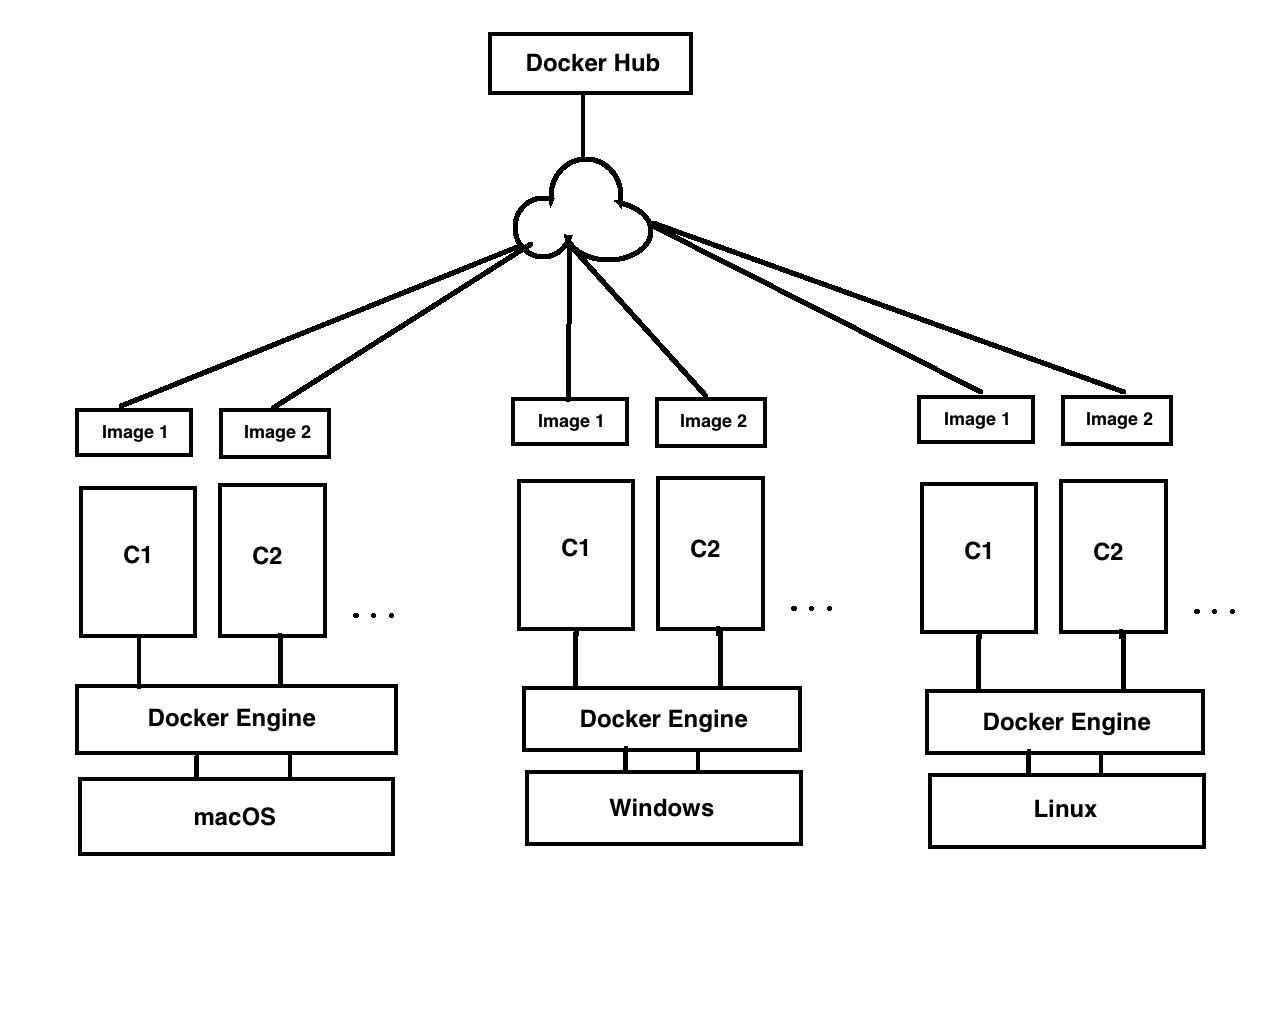 Docker Hub
Image 1
Image 2
Image 1
Image 2
Image 1
Image 2
C1
C2
...
C1
C2
...
C1
C2
...
Docker Engine
Docker Engine
Docker Engine
macOS
Windows
Linux